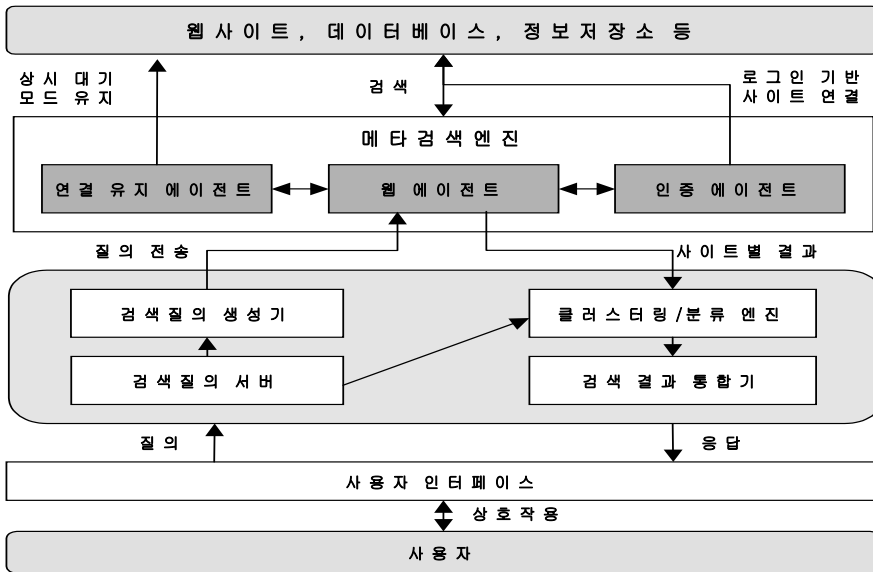 웹사이트, 데이터베이스, 정보저장소 등
상시 대기
모드 유지
검색
로그인 기반
사이트 연결
메타검색엔진
연결 유지 에이전트
웹 에이전트
인증 에이전트
질의 전송
사이트별 결과
검색질의 생성기
클러스터링/분류 엔진
검색질의 서버
검색 결과 통합기
질의
응답
사용자 인터페이스
상호작용
사용자